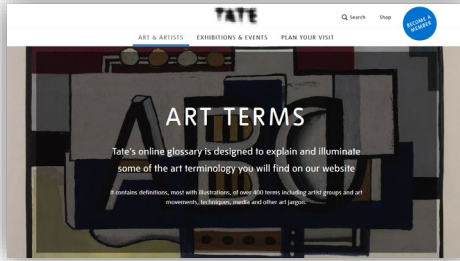 TATE
Search Shop
BECOME A
MEMBER
ART & ARTISTS EXHIBITIONS & EVENTS PLAN YOUR VISIT
ABC
ART TERMS
Tate's online glossary is designed to explain and illuminate
some of the art terminology you will find on our website
It contains definitions, most with illustrations, of over 400 terms including artist groups and art
movements, techniques, media and other art jargon.